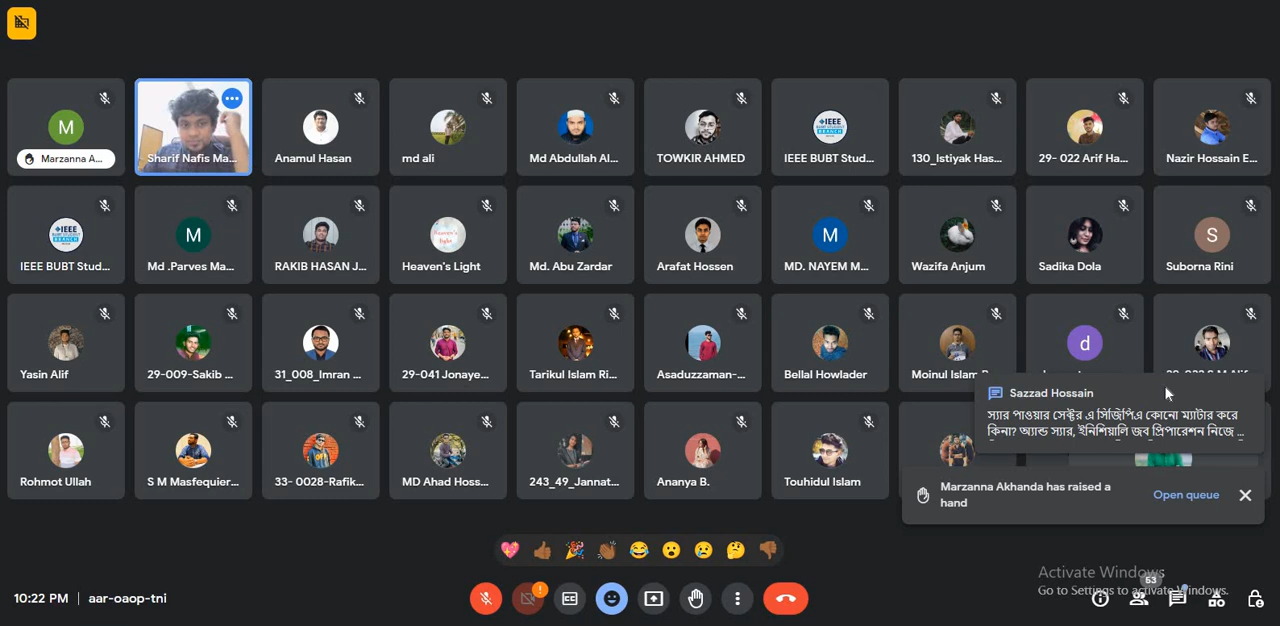 M
Marzanna A...
Sharif Nafis Ma...
Anamul Hasan
md ali
Md Abdullah Al...
TOWKIR AHMED
IEEE BUBT Stud...
130_Istiyak Has...
29- 022 Arif Ha...
Nazir Hossain E...
IEEE BUBT Stud...
M
Md .Parves Ma...
RAKIB HASAN J...
Heaven's Light
Md. Abu Zardar
Arafat Hossen
M
MD. NAYEM M...
Wazifa Anjum
Sadika Dola
S
Suborna Rini
Yasin Alif
29-009-Sakib ...
31_008_Imran ...
29-041 Jonaye...
Tarikul Islam Ri...
Asaduzzaman-...
Bellal Howlader
Moinul Islam
d
Rohmot Ullah
S M Masfequier...
33- 0028-Rafik...
MD Ahad Hoss...
243_49_Jannat...
Ananya B.
Touhidul Islam
Sazzad Hossain
স্যার পাওয়ার সেক্টর এ সিজিপিএ কোনো ম্যাটার করে
কিনা? অ্যান্ড স্যার, ইনিশিয়ালি জব প্রিপারেশন নিজে ...
Marzanna Akhanda has raised a
hand
Open queue
10:22 PM | aar-oaop-tni
Activate Windows
Go to Settings to activate Windows.
53